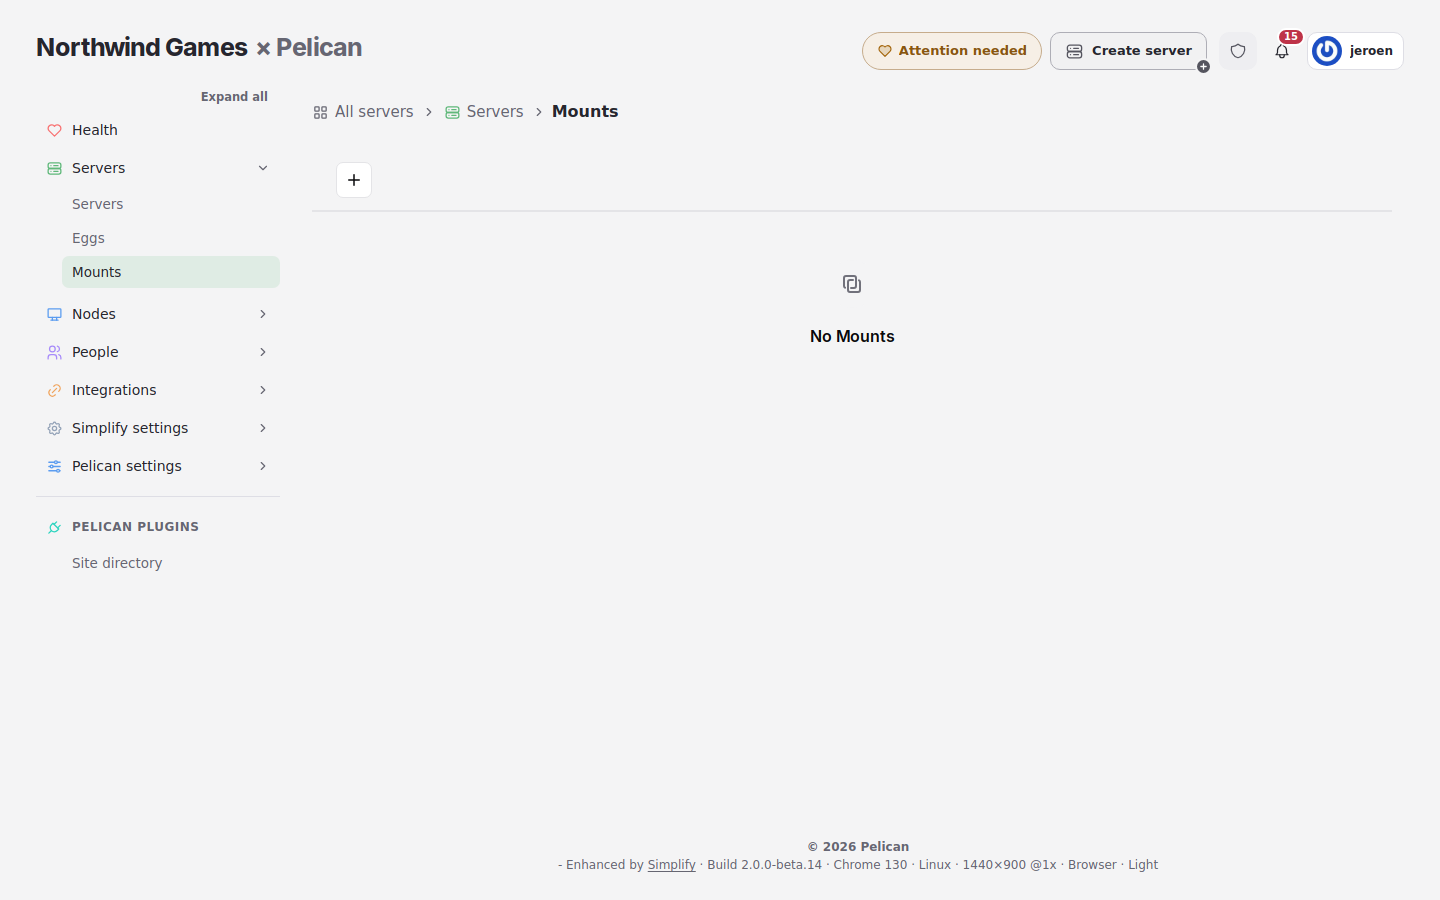 Northwind Games × Pelican
Attention needed
Create server
15
jeroen
Expand all
Health
Servers
Servers
Eggs
Mounts
Nodes
People
Integrations
Simplify settings
Pelican settings
PELICAN PLUGINS
Site directory
All servers > Servers > Mounts
No Mounts
© 2026 Pelican
- Enhanced by Simplify · Build 2.0.0-beta.14 · Chrome 130 · Linux · 1440×900 @1x · Browser · Light